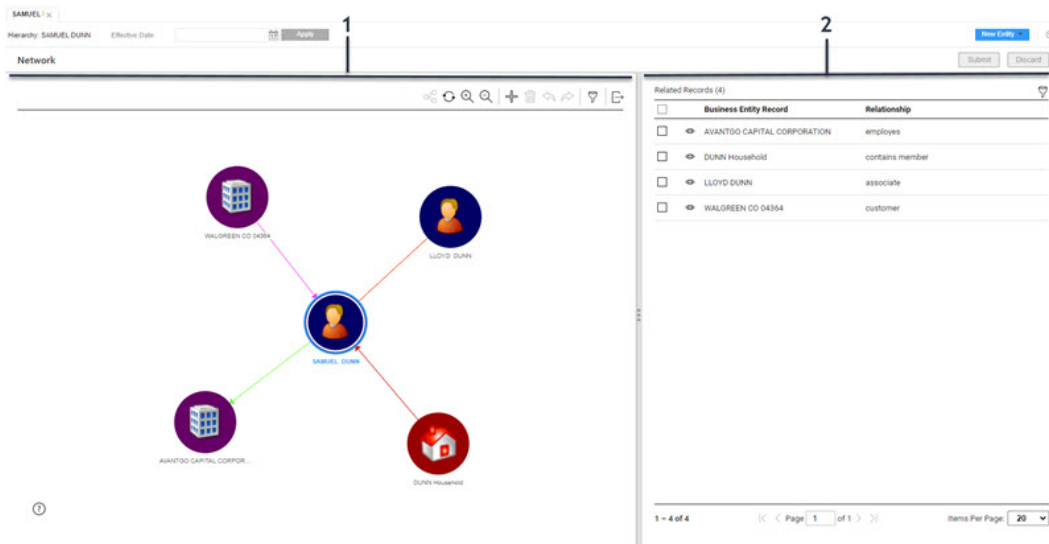 SAMUEL
1
2
Hierarchy: SAMUEL DUNN Effective Date Apply New Entity
Network Submit Discard
Related Records (4)
Business Entity Record Relationship
AVANTGO CAPITAL CORPORATION employes
DUNN Household contains member
LLOYD DUNN associate
WALGREEN CO 04364 customer
WALGREEN CO 04364
LLOYD DUNN
SAMUEL DUNN
AVANTGO CAPITAL CORPOR...
DUNN Household
?
1 – 4 of 4 Page 1 of 1 Items Per Page: 20